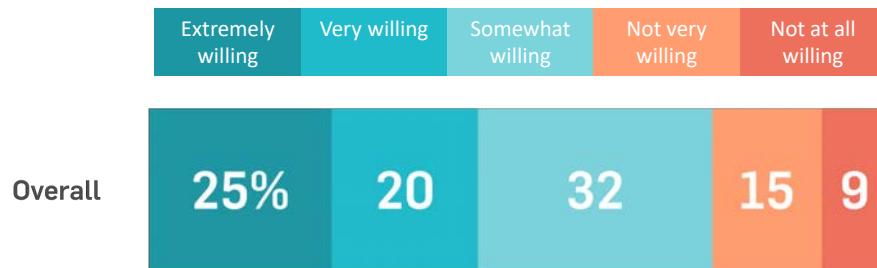 Extremely willing
Very willing
Somewhat willing
Not very willing
Not at all willing
Overall
25%
20
32
15
9